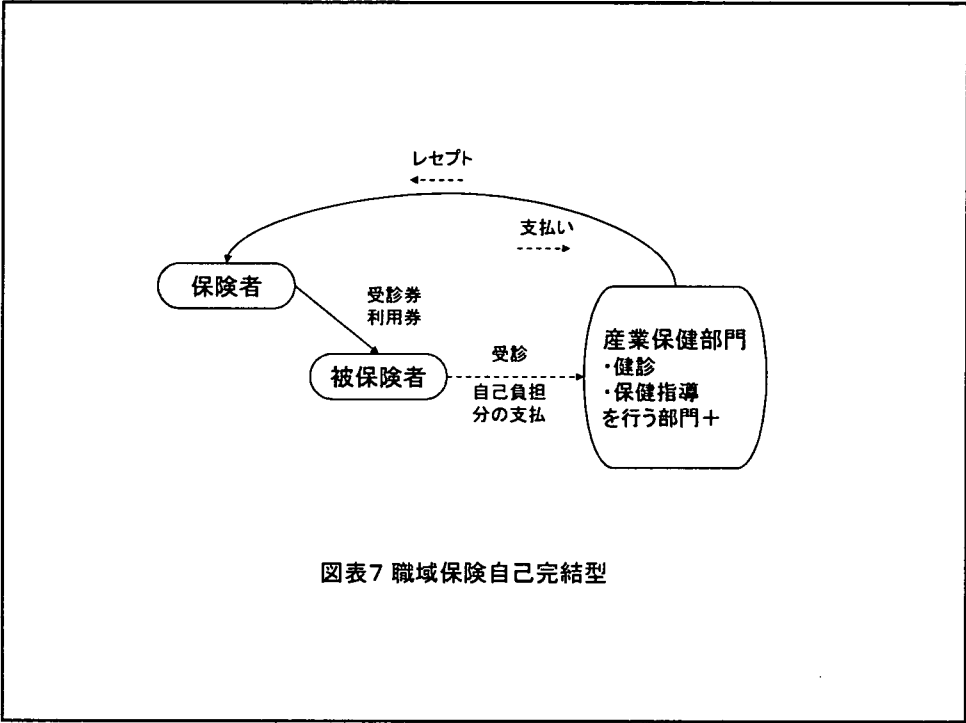 レセプト
支払い
保険者
受診券
利用券
被保険者
受診
自己負担
分の支払
産業保健部門
・健診
・保健指導
を行う部門＋
図表7 職域保険自己完結型